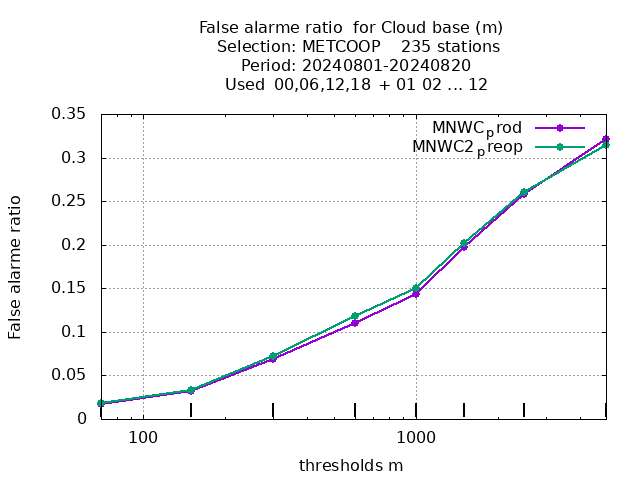 False alarme ratio  for Cloud base (m)
Selection: METCOOP    235 stations
Period: 20240801-20240820
Used  00,06,12,18 + 01 02 ... 12
MNWCprod
MNWC2preop
0.35
0.3
0.25
0.2
0.15
0.1
0.05
0
False alarme ratio
100
1000
thresholds m